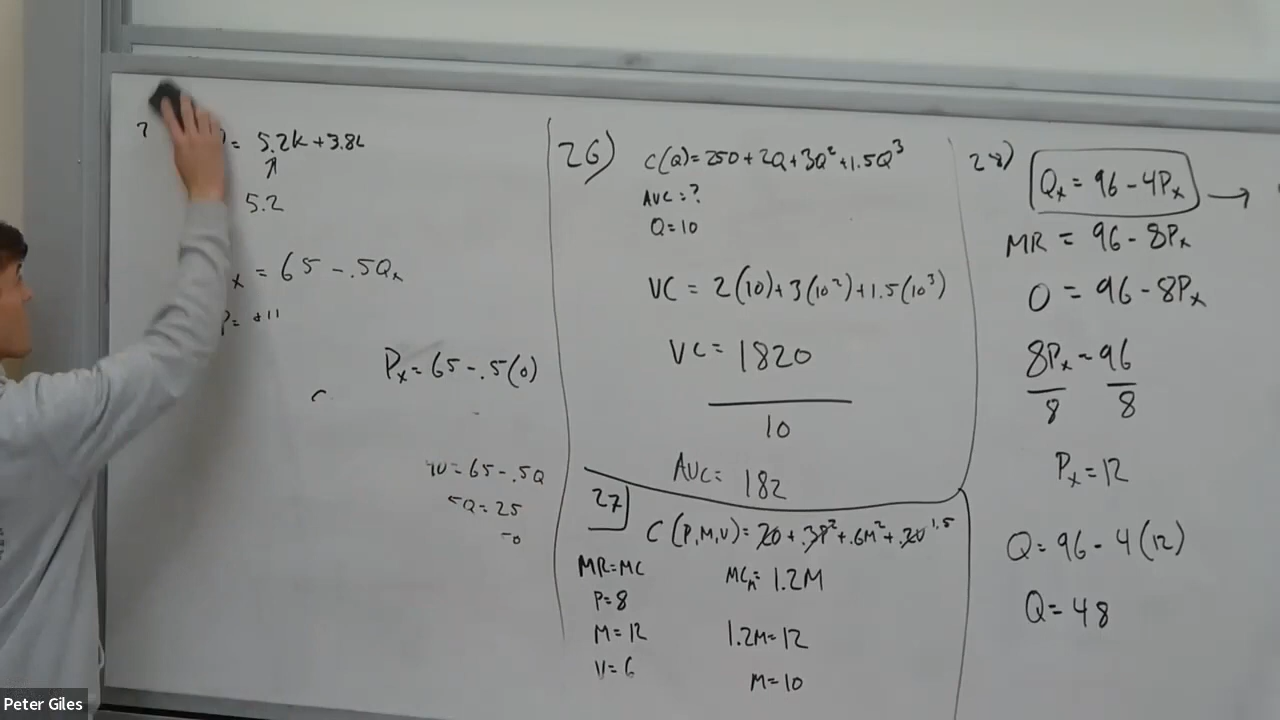 = 5.2K+3.8L
5.2
x = 65 - .5Qx
P= +11
Px = 65 - .5(0)
40 = 65 - .5Q
5Q = 25
26)
C(Q) = 250 + 2Q + 3Q² + 1.5Q³
AVC = ?
Q = 10
VC = 2(10) + 3(10²) + 1.5(10³)
VC = 1820
10
AVC = 182
27
C(P,M,V) = 20 + .3P² + .6M² + .20^1.5
MR=MC
P=8
M=12
V=6
MCM = 1.2M
1.2M = 12
M=10
28)
Qx = 96 - 4Px →
MR = 96 - 8Px
0 = 96 - 8Px
8Px = 96
8 8
Px = 12
Q = 96 - 4(12)
Q = 48
Peter Giles